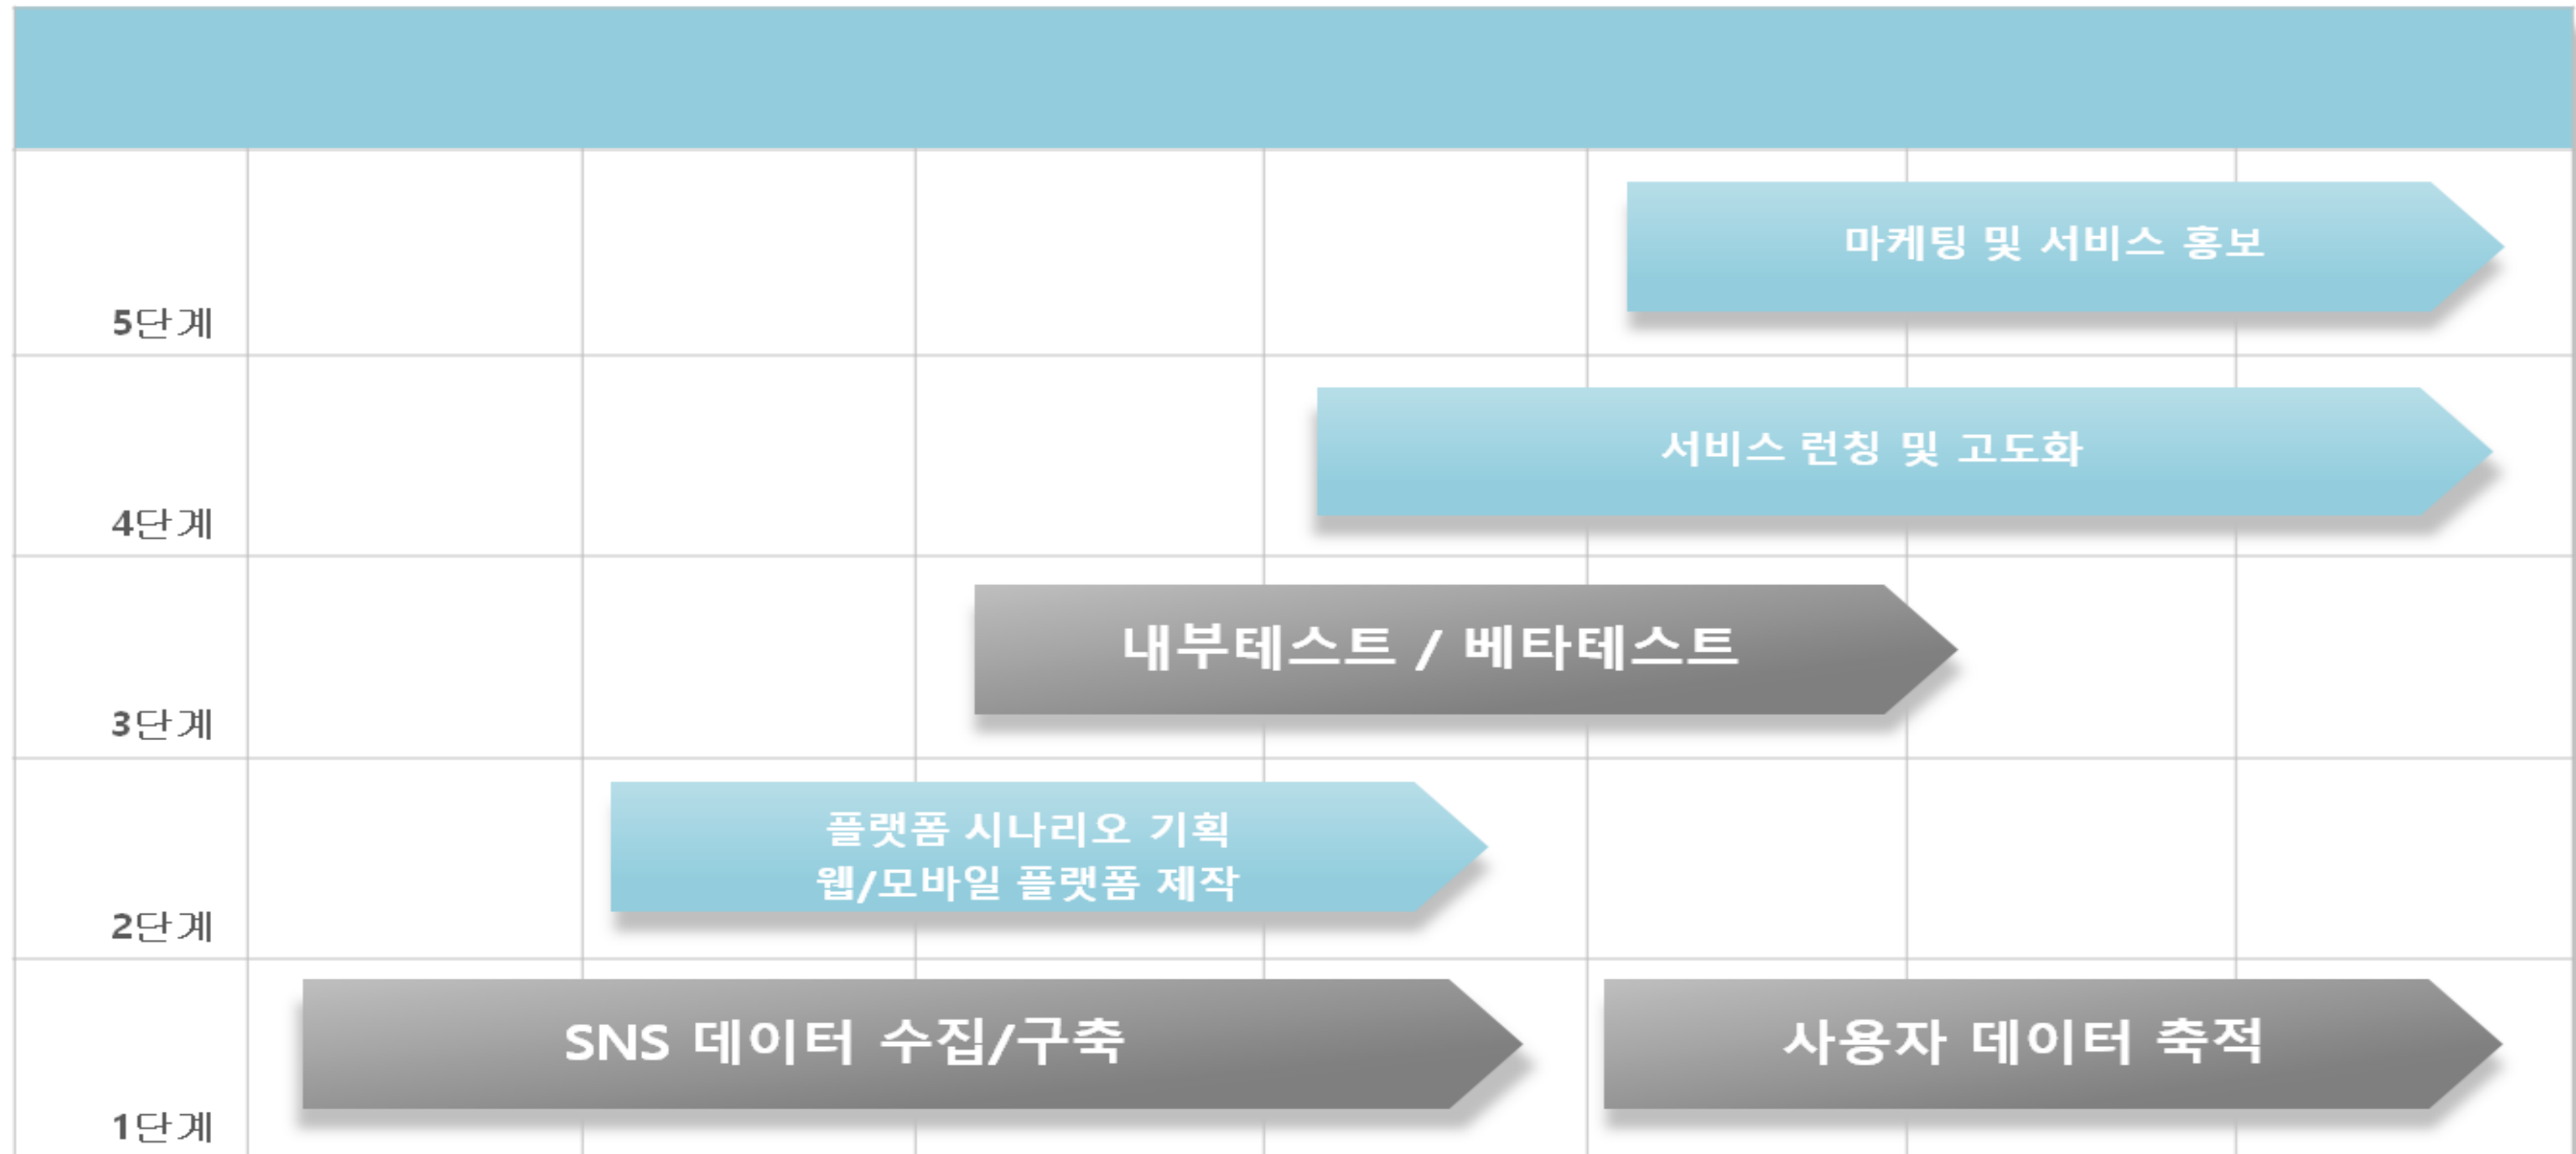 마케팅 및 서비스 홍보
5단계
서비스 런칭 및 고도화
4단계
내부테스트 / 베타테스트
3단계
플랫폼 시나리오 기획
웹/모바일 플랫폼 제작
2단계
SNS 데이터 수집/구축
사용자 데이터 축적
1단계